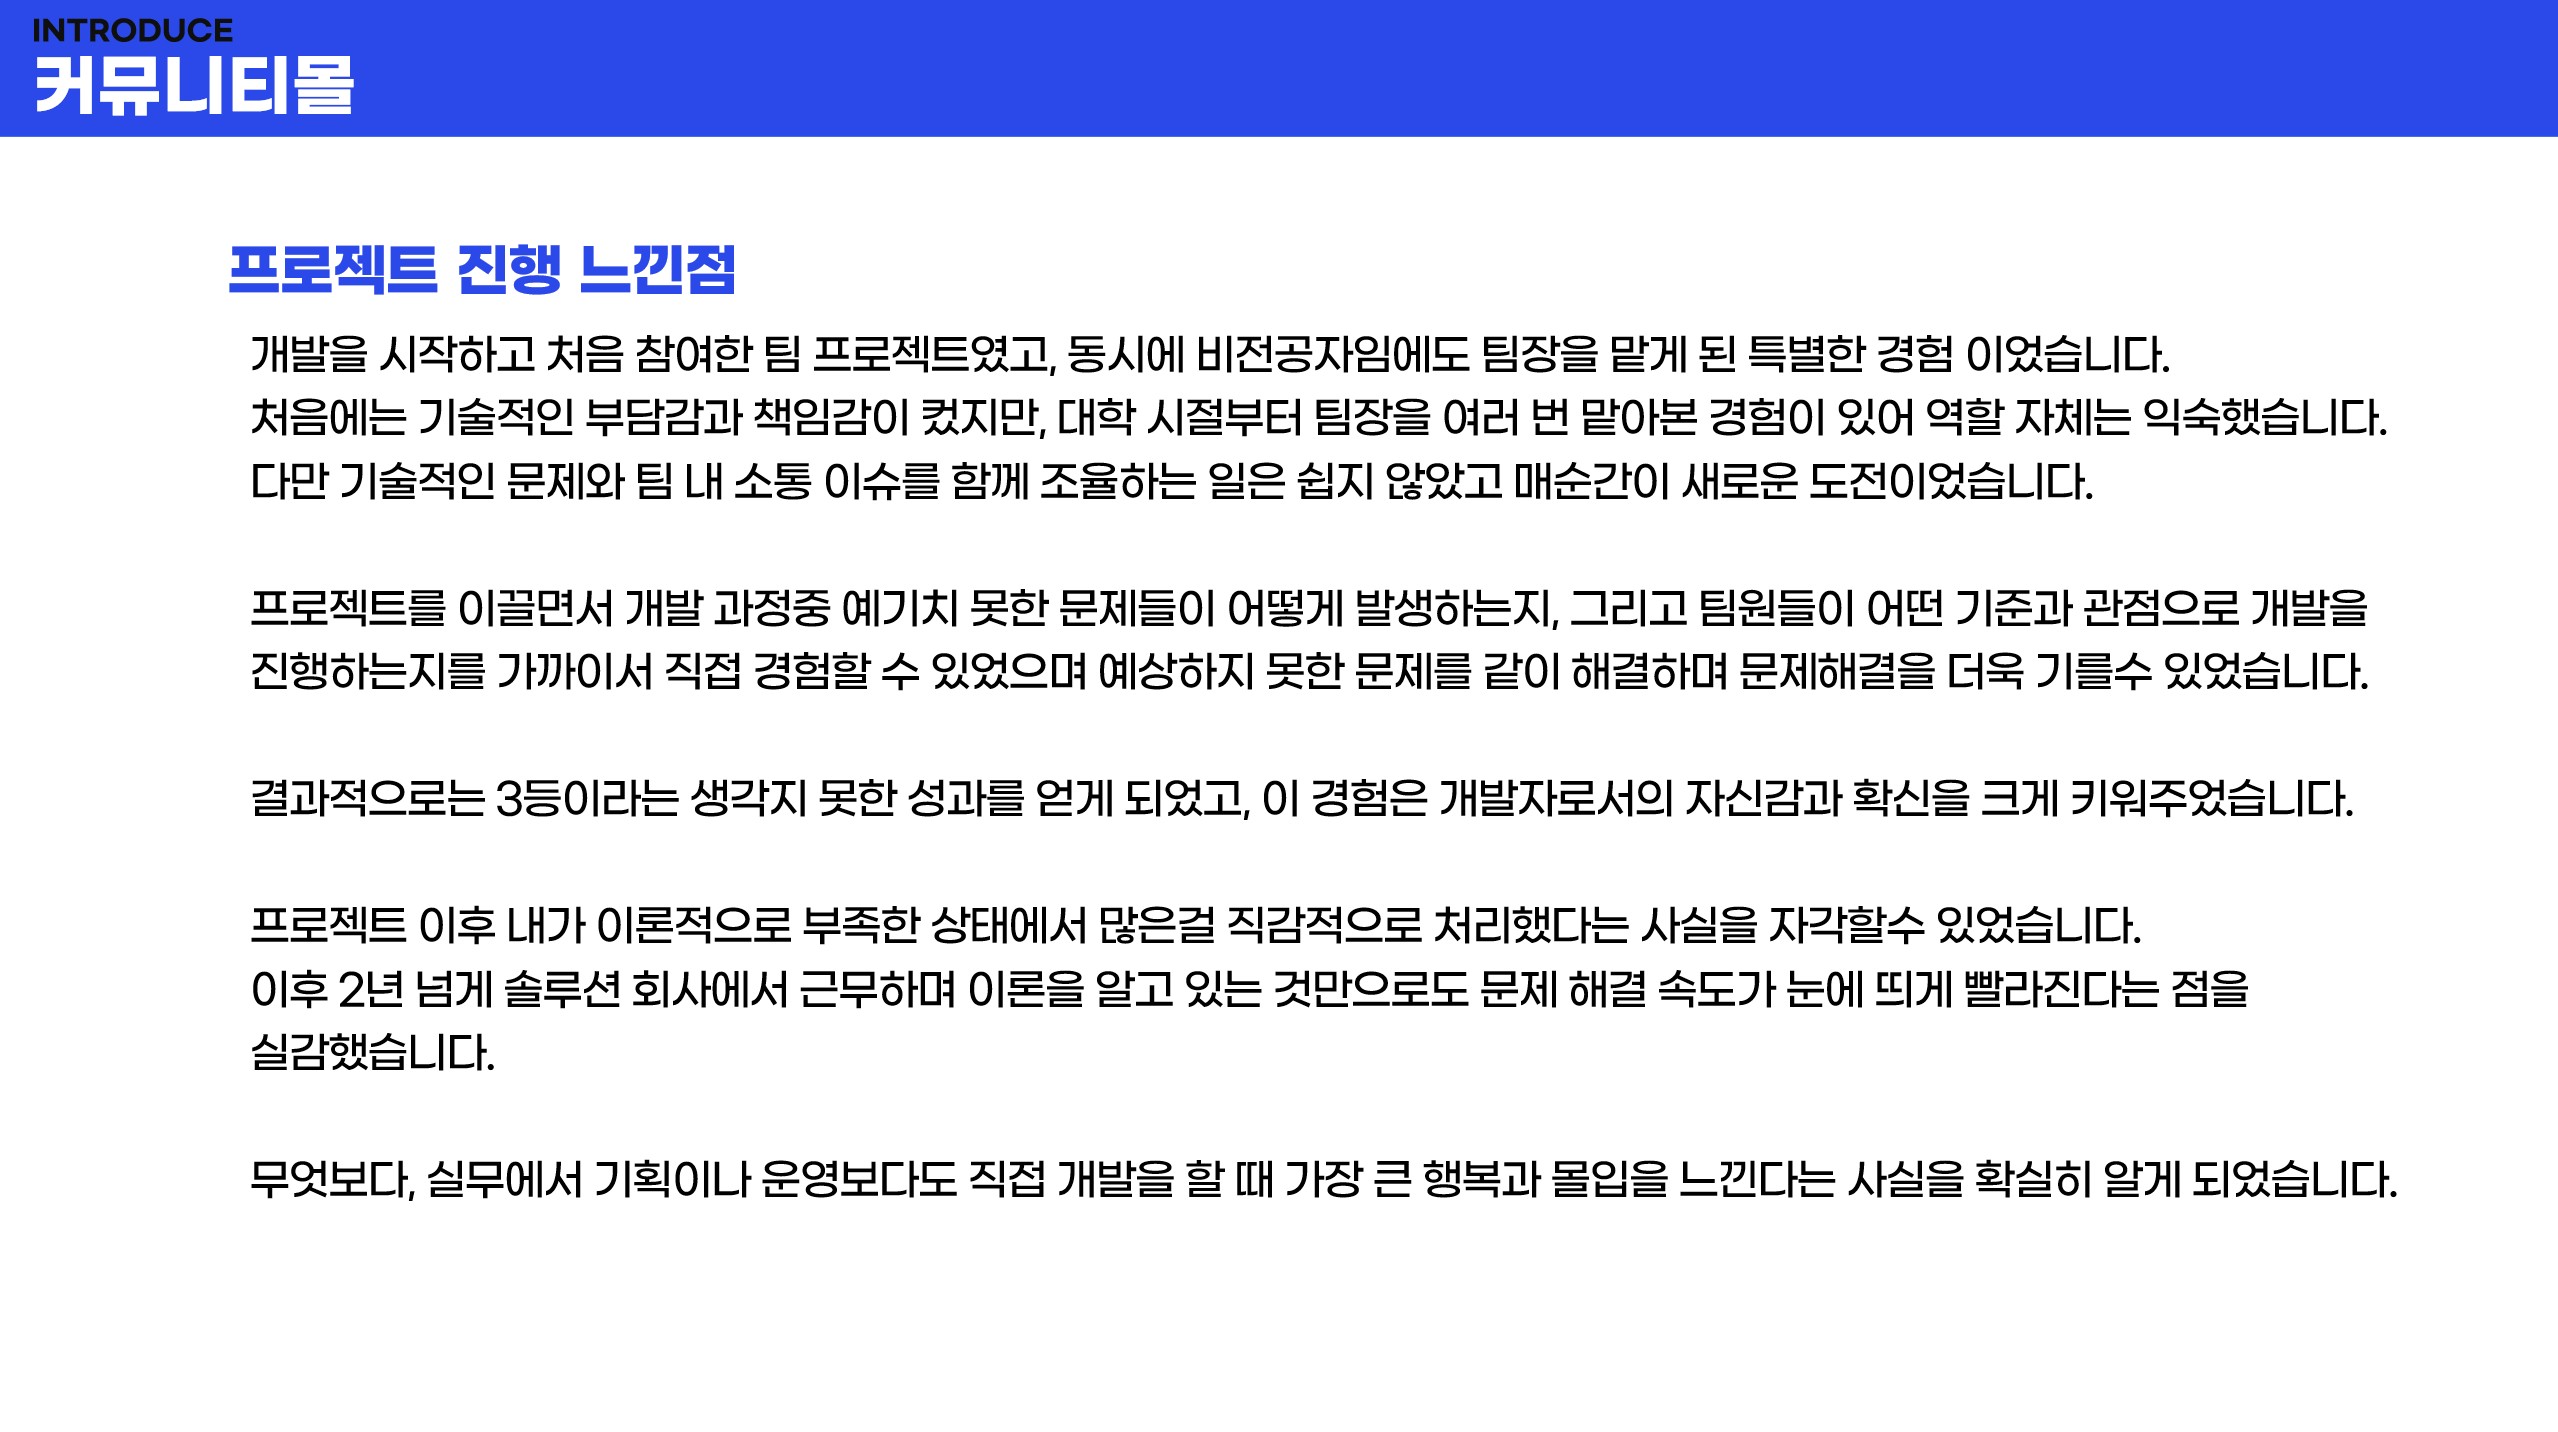 INTRODUCE
커뮤니티몰
프로젝트 진행 느낀점
개발을 시작하고 처음 참여한 팀 프로젝트였고, 동시에 비전공자임에도 팀장을 맡게 된 특별한 경험 이었습니다.
처음에는 기술적인 부담감과 책임감이 컸지만, 대학 시절부터 팀장을 여러 번 맡아본 경험이 있어 역할 자체는 익숙했습니다.
다만 기술적인 문제와 팀 내 소통 이슈를 함께 조율하는 일은 쉽지 않았고 매순간이 새로운 도전이었습니다.
프로젝트를 이끌면서 개발 과정중 예기치 못한 문제들이 어떻게 발생하는지, 그리고 팀원들이 어떤 기준과 관점으로 개발을
진행하는지를 가까이서 직접 경험할 수 있었으며 예상하지 못한 문제를 같이 해결하며 문제해결을 더욱 기를수 있었습니다.
결과적으로는 3등이라는 생각지 못한 성과를 얻게 되었고, 이 경험은 개발자로서의 자신감과 확신을 크게 키워주었습니다.
프로젝트 이후 내가 이론적으로 부족한 상태에서 많은걸 직감적으로 처리했다는 사실을 자각할수 있었습니다.
이후 2년 넘게 솔루션 회사에서 근무하며 이론을 알고 있는 것만으로도 문제 해결 속도가 눈에 띄게 빨라진다는 점을
실감했습니다.
무엇보다, 실무에서 기획이나 운영보다도 직접 개발을 할 때 가장 큰 행복과 몰입을 느낀다는 사실을 확실히 알게 되었습니다.